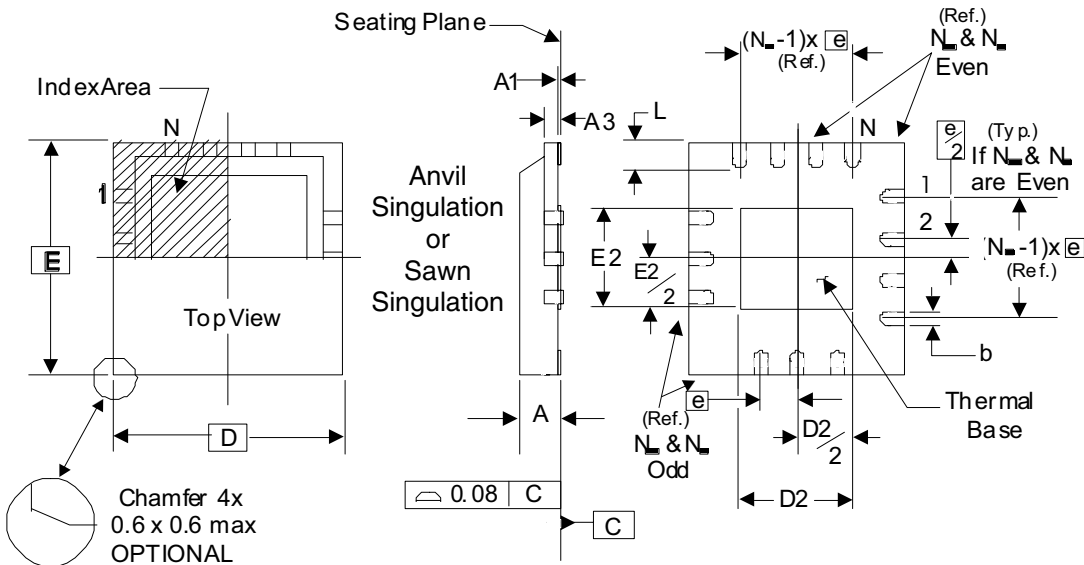 Seating Plane
IndexArea
N
1
E
TopView
D
Chamfer 4x
0.6 x 0.6 max
OPTIONAL
A1
A3
L
Anvil
Singulation
or
Sawn
Singulation
A
0.08 C
C
(N -1)x e
(Ref.)
(Ref.)
N & N
Even
N
e/2
(Typ.)
If N & N
are Even
1
2
(N -1)x e
(Ref.)
E2
E2/2
b
e
(Ref.)
N & N
Odd
D2/2
D2
Thermal
Base